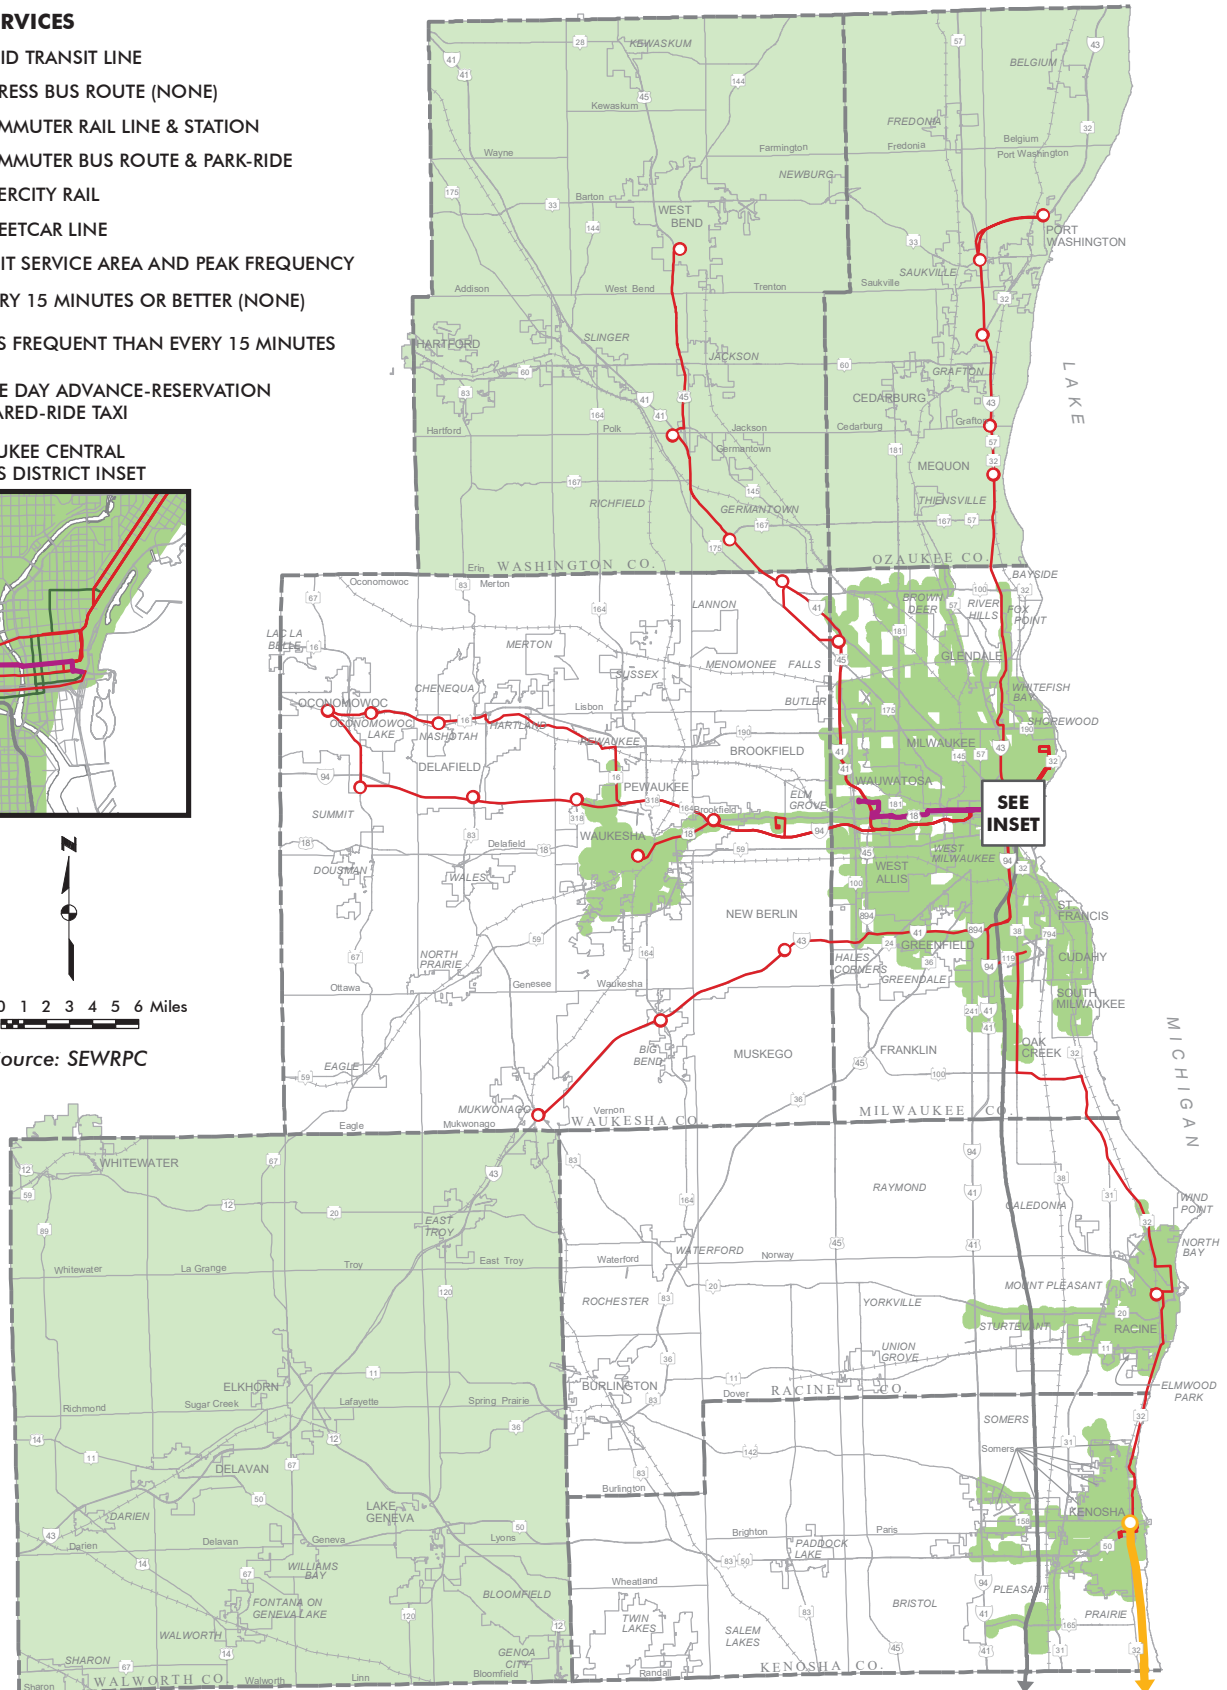 RVICES
ID TRANSIT LINE
RESS BUS ROUTE (NONE)
MMUTER RAIL LINE & STATION
MMUTER BUS ROUTE & PARK-RIDE
ERCITY RAIL
EETCAR LINE
IT SERVICE AREA AND PEAK FREQUENCY
RY 15 MINUTES OR BETTER (NONE)
S FREQUENT THAN EVERY 15 MINUTES
E DAY ADVANCE-RESERVATION
ARED-RIDE TAXI
UKEE CENTRAL
S DISTRICT INSET
N
0 1 2 3 4 5 6 Miles
ource: SEWRPC
KEWASKUM
Kewaskum
Wayne
Barton
WEST
BEND
Farmington
NEWBURG
BELGIUM
FREDONIA
Fredonia
Belgium
Port Washington
PORT
WASHINGTON
SAUKVILLE
Saukville
Addison
West Bend
Trenton
HARTFORD
SLINGER
JACKSON
GRAFTON
CEDARBURG
Hartford
Polk
Jackson
Germantown
Cedarburg
Grafton
MEQUON
THIENSVILLE
RICHFIELD
GERMANTOWN
Erin
WASHINGTON CO.
OZAUKEE CO.
LAKE
MICHIGAN
Oconomowoc
Merton
LANNON
BAYSIDE
BROWN
DEER
RIVER
HILLS
FOX
POINT
LAC LA
BELLE
MERTON
GLENDALE
MENOMONEE FALLS
SUSSEX
CHENEQUA
WHITEFISH
BAY
OCONOMOWOC
OCONOMOWOC
LAKE
NASHOTAH
HARTLAND
Lisbon
BUTLER
SHOREWOOD
PEWAUKEE
BROOKFIELD
MILWAUKEE
DELAFIELD
PEWAUKEE
ELM
GROVE
WAUWATOSA
SEE
INSET
SUMMIT
Brookfield
WAUKESHA
Delafield
WEST
MILWAUKEE
DOUSMAN
WALES
WEST
ALLIS
NEW BERLIN
ST.
FRANCIS
NORTH
PRAIRIE
GREENFIELD
HALES
CORNERS
GREENDALE
CUDAHY
Ottawa
Genesee
Waukesha
SOUTH
MILWAUKEE
BIG
BEND
MUSKEGO
FRANKLIN
OAK
CREEK
EAGLE
MUKWONAGO
Vernon
Eagle
Mukwonago
WAUKESHA CO.
MILWAUKEE CO.
WHITEWATER
RAYMOND
CALEDONIA
WIND
POINT
NORTH
BAY
EAST
TROY
WATERFORD
Waterford
Norway
Whitewater
La Grange
Troy
East Troy
ROCHESTER
YORKVILLE
MOUNT PLEASANT
STURTEVANT
RACINE
UNION
GROVE
ELKHORN
BURLINGTON
Dover
RACINE CO.
ELMWOOD
PARK
Richmond
Sugar Creek
Lafayette
Spring Prairie
SOMERS
Somers
DELAVAN
LAKE
GENEVA
Burlington
KENOSHA
DARIEN
Darien
Delavan
Geneva
Lyons
Brighton
Paris
PADDOCK
LAKE
WILLIAMS
BAY
FONTANA ON
GENEVA LAKE
BLOOMFIELD
Wheatland
PLEASANT
PRAIRIE
BRISTOL
TWIN
LAKES
SALEM
LAKES
WALWORTH
SHARON
Sharon
WALWORTH CO.
Walworth
Linn
GENOA
CITY
Bloomfield
Randall
KENOSHA CO.